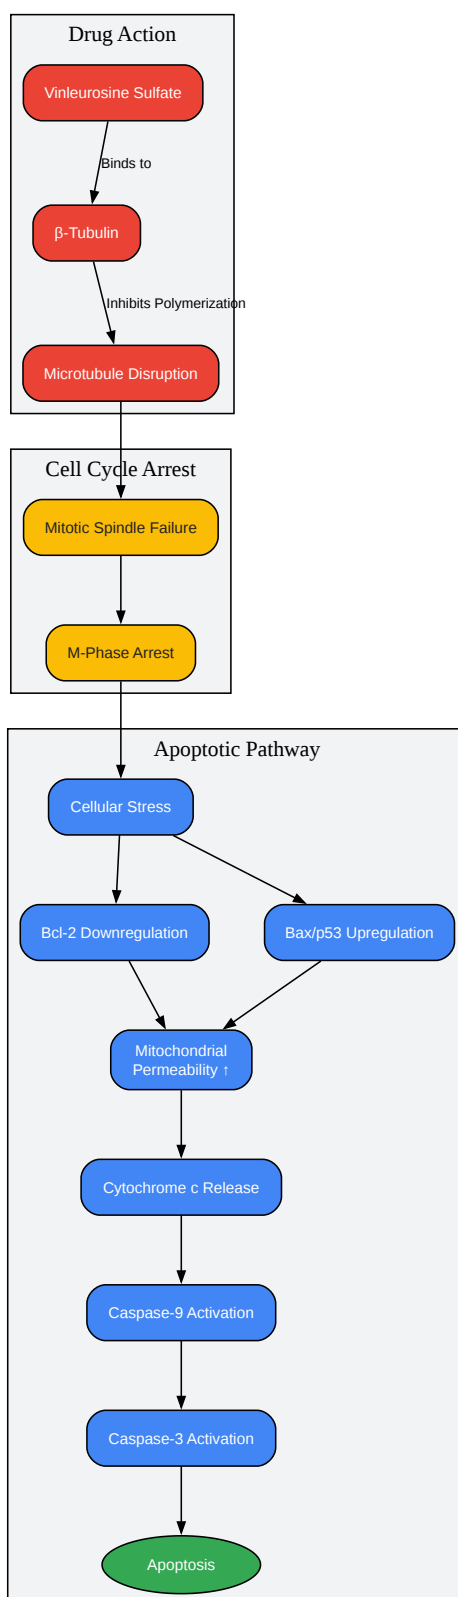 Drug Action
Vinleurosine Sulfate
Binds to
β-Tubulin
Inhibits Polymerization
Microtubule Disruption
Cell Cycle Arrest
Mitotic Spindle Failure
M-Phase Arrest
Apoptotic Pathway
Cellular Stress
Bcl-2 Downregulation
Bax/p53 Upregulation
Mitochondrial
Permeability ↑
Cytochrome c Release
Caspase-9 Activation
Caspase-3 Activation
Apoptosis